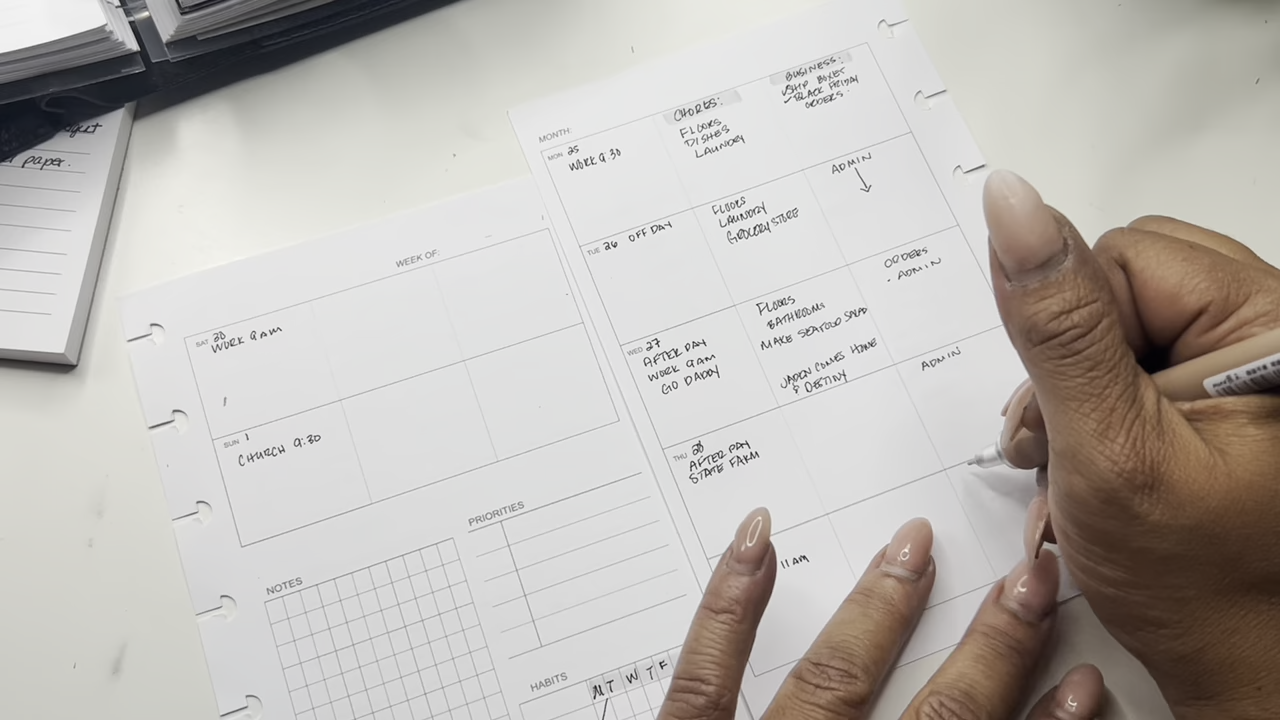 paper.
WEEK OF:
SAT 30
WORK 9AM
SUN 1
CHURCH 9:30
NOTES
PRIORITIES
HABITS
M T W T F
MONTH:
MON 25
WORK 9:30
CHORES:
FLOORS
DISHES
LAUNDRY
BUSINESS:
SHIP BOXES
BLACK FRIDAY
ORDERS
TUE 26 OFF DAY
FLOORS
LAUNDRY
GROCERY STORE
ADMIN
WED 27
AFTER PAY
WORK 9AM
GO DADDY
FLOORS
BATHROOMS
MAKE SEAFOOD SALAD
JADEN COMES HOME
& DESTINY
ORDERS
. ADMIN
THU 28
AFTER PAY
STATE FARM
ADMIN
11AM